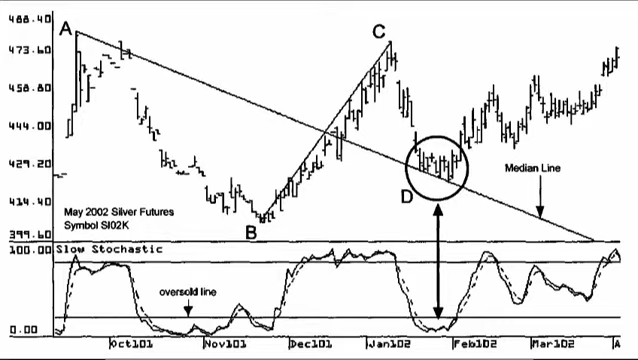 488.40
A
C
473.60
458.80
444.00
429.20
Median Line
D
414.40
May 2002 Silver Futures
Symbol SI02K
B
399.60
100.00
Slow Stochastic
oversold line
0.00
Oct101
Nov101
Dec101
Jan102
Feb102
Mar102
A